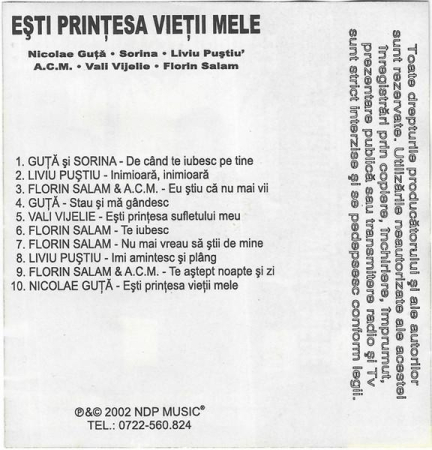 EŞTI PRINŢESA VIEŢII MELE
Nicolae Guţă • Sorina • Liviu Puştiu'
A.C.M. • Vali Vijelie • Florin Salam
1. GUŢĂ şi SORINA - De când te iubesc pe tine
2. LIVIU PUŞTIU - Inimioară, inimioară
3. FLORIN SALAM & A.C.M. - Eu ştiu că nu mai vii
4. GUŢĂ - Stau şi mă gândesc
5. VALI VIJELIE - Eşti prinţesa sufletului meu
6. FLORIN SALAM - Te iubesc
7. FLORIN SALAM - Nu mai vreau să ştii de mine
8. LIVIU PUŞTIU - Imi amintesc şi plâng
9. FLORIN SALAM & A.C.M. - Te aştept noapte şi zi
10. NICOLAE GUŢĂ - Eşti prinţesa vieţii mele
℗&© 2002 NDP MUSIC®
TEL.: 0722-560.824
Toate drepturile producătorului şi ale autorilor
sunt rezervate. Utilizările neautorizate ale acestei
înregistrări prin copiere, închiriere, împrumut,
prezentare publică sau transmitere radio şi TV
sunt strict interzise şi se pedepsesc conform legii.